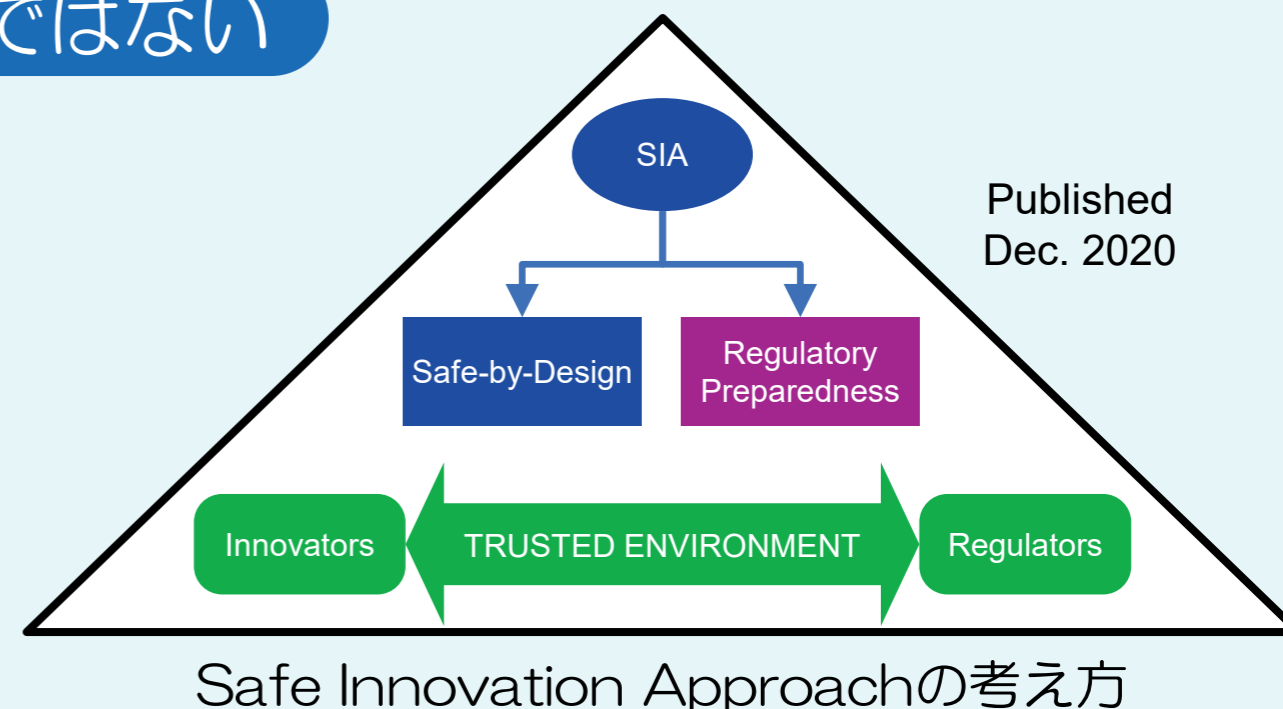 ではない
SIA
Published
Dec. 2020
Safe-by-Design
Regulatory
Preparedness
Innovators
TRUSTED ENVIRONMENT
Regulators
Safe Innovation Approachの考え方